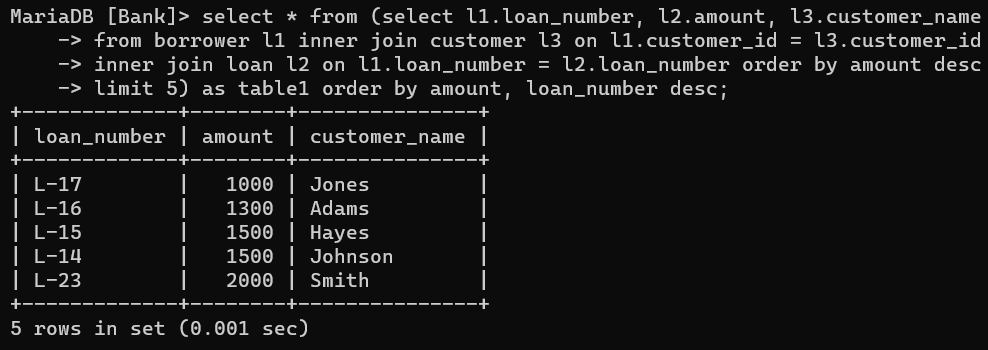 MariaDB [Bank]> select * from (select l1.loan_number, l2.amount, l3.customer_name
    -> from borrower l1 inner join customer l3 on l1.customer_id = l3.customer_id
    -> inner join loan l2 on l1.loan_number = l2.loan_number order by amount desc
    -> limit 5) as table1 order by amount, loan_number desc;
+-------------+--------+---------------+
| loan_number | amount | customer_name |
+-------------+--------+---------------+
| L-17        |   1000 | Jones         |
| L-16        |   1300 | Adams         |
| L-15        |   1500 | Hayes         |
| L-14        |   1500 | Johnson       |
| L-23        |   2000 | Smith         |
+-------------+--------+---------------+
5 rows in set (0.001 sec)